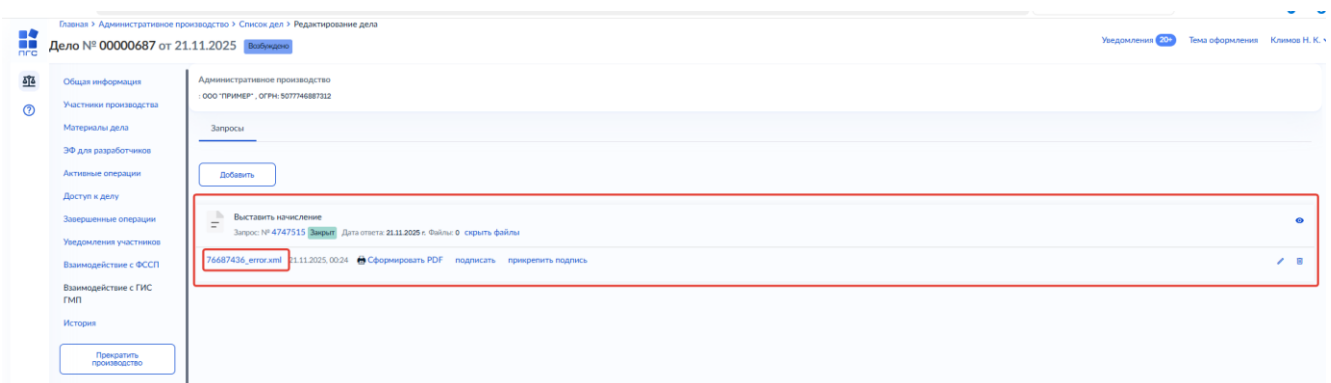 Главная > Административное производство > Список дел > Редактирование дела
пгс
Дело № 00000687 от 21.11.2025 Возбуждено
Уведомления 20+ Тема оформления Климов Н. К.
Общая информация
Участники производства
Материалы дела
ЭФ для разработчиков
Активные операции
Доступ к делу
Завершенные операции
Уведомления участников
Взаимодействие с ФССП
Взаимодействие с ГИС
ГМП
История
Прекратить
производство
Административное производство
: ООО "ПРИМЕР" , ОГРН: 5077746887312
Запросы
Добавить
Выставить начисление
Запрос: № 4747515 Закрыт Дата ответа: 21.11.2025 г. Файлы: 0 скрыть файлы
76687436_error.xml 21.11.2025, 00:24 Сформировать PDF подписать прикрепить подпись